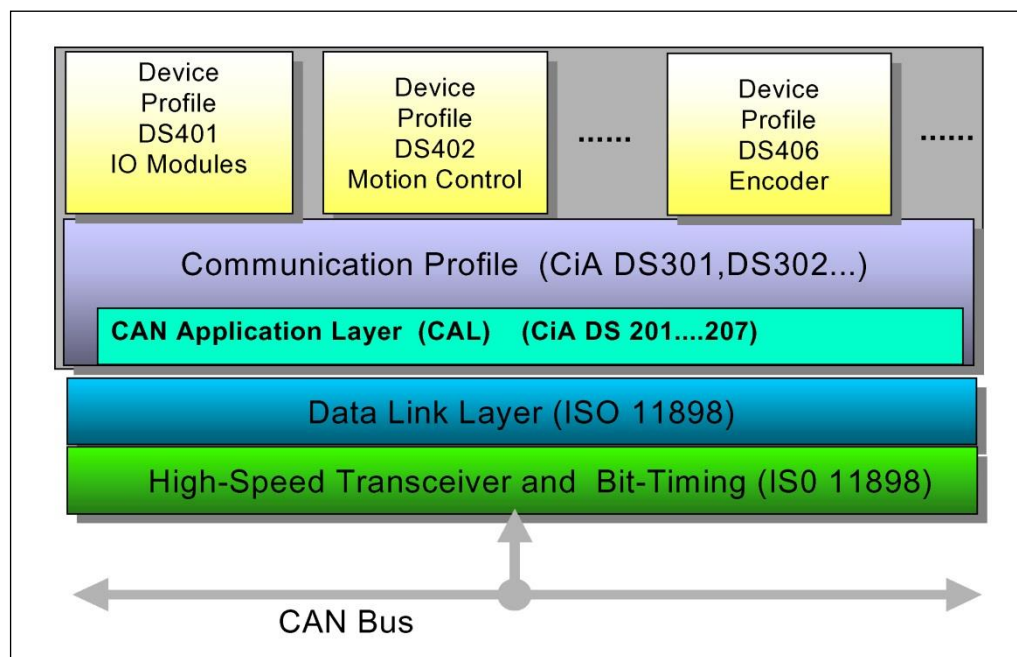 Device
Profile
DS401
IO Modules
Device
Profile
DS402
Motion Control
......
Device
Profile
DS406
Encoder
......
Communication Profile (CiA DS301,DS302...)
CAN Application Layer (CAL) (CiA DS 201....207)
Data Link Layer (ISO 11898)
High-Speed Transceiver and Bit-Timing (IS0 11898)
CAN Bus